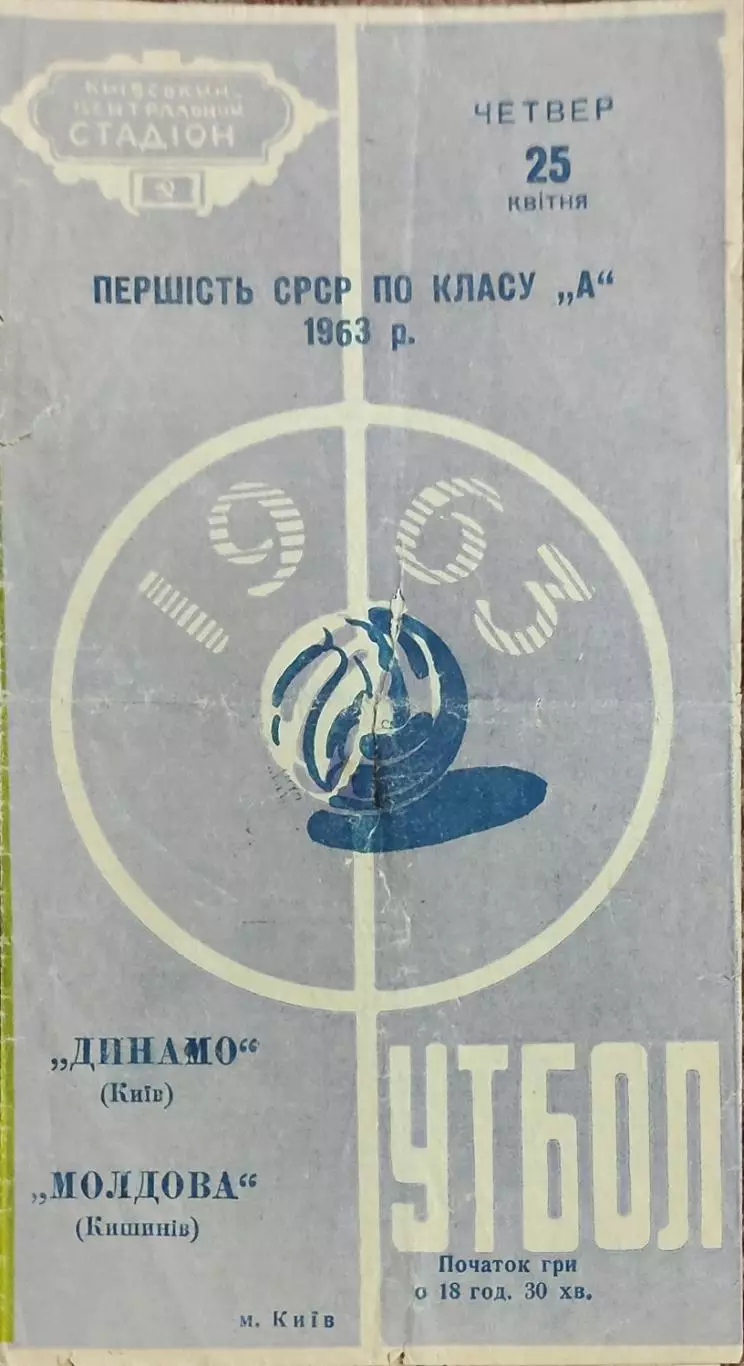 КИЇВСЬКИЙ
ЦЕНТРАЛЬНИЙ
СТАДІОН
ЧЕТВЕР
25
КВІТНЯ
ПЕРШІСТЬ СРСР ПО КЛАСУ „А“
1963 р.
1963
„ДИНАМО“
(Київ)
„МОЛДОВА“
(Кишинів)
УТБОЛ
Початок гри
о 18 год. 30 хв.
м. Київ